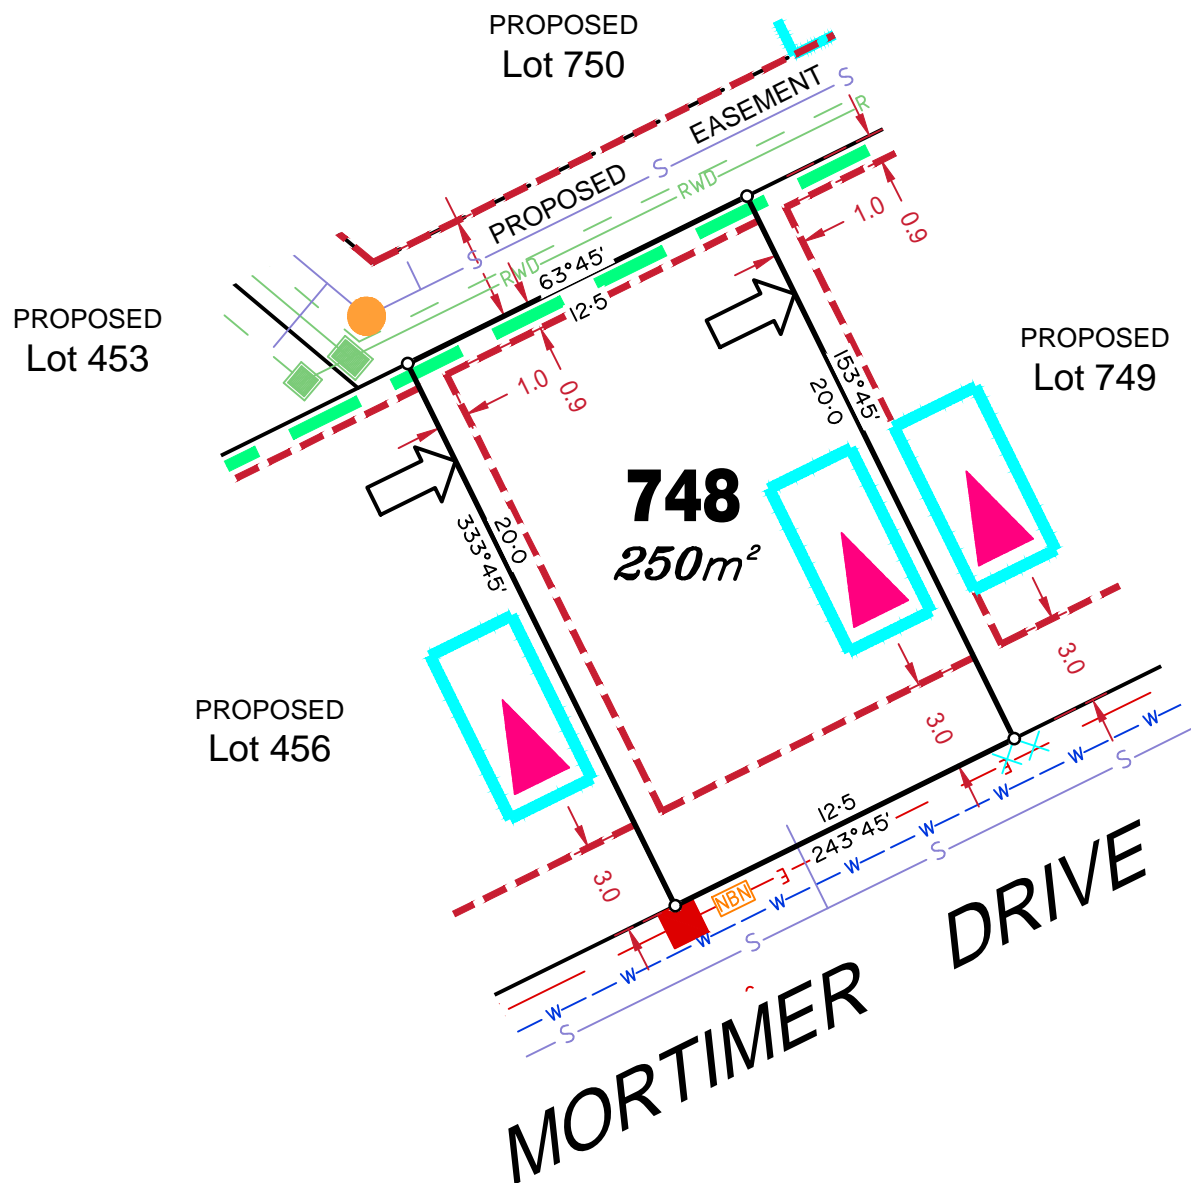 PROPOSED
Lot 750
PROPOSED EASEMENT
S
S
S
R
RWD
RWD
63°45'
12·5
1.0
0.9
PROPOSED
Lot 453
PROPOSED
Lot 749
1.0
0.9
153°45'
20·0
748
250m²
333°45'
20·0
PROPOSED
Lot 456
3.0
3.0
3.0
12·5
243°45'
E
E
NBN
W
W
W
W
W
W
W
W
W
S
S
S
S
MORTIMER DRIVE